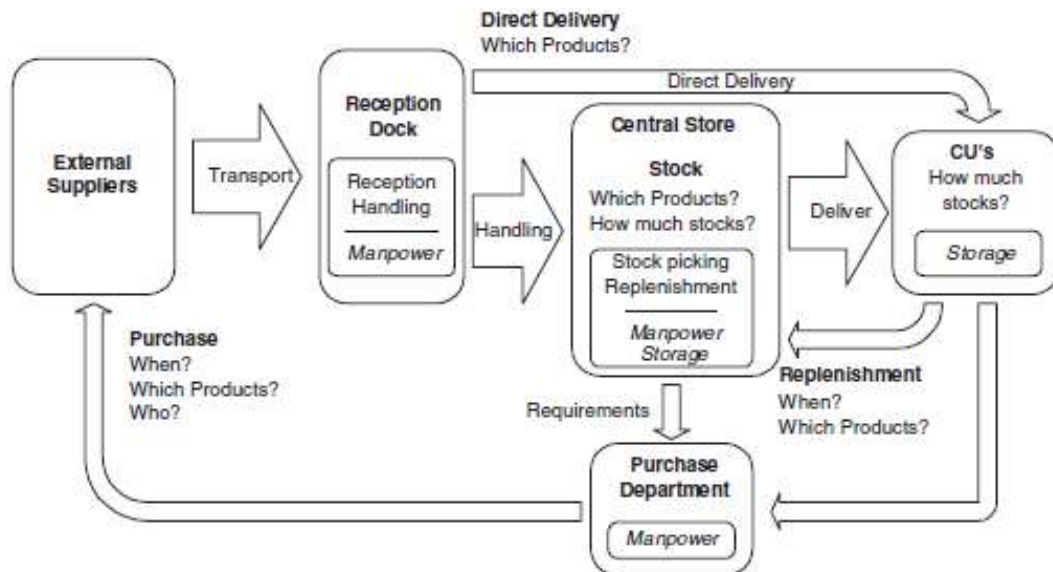 Direct Delivery
Which Products?
Direct Delivery
External
Suppliers
Transport
Reception
Dock
Reception
Handling
Manpower
Handling
Central Store
Stock
Which Products?
How much stocks?
Stock picking
Replenishment
Manpower
Storage
Deliver
CU's
How much
stocks?
Storage
Purchase
When?
Which Products?
Who?
Requirements
Replenishment
When?
Which Products?
Purchase
Department
Manpower